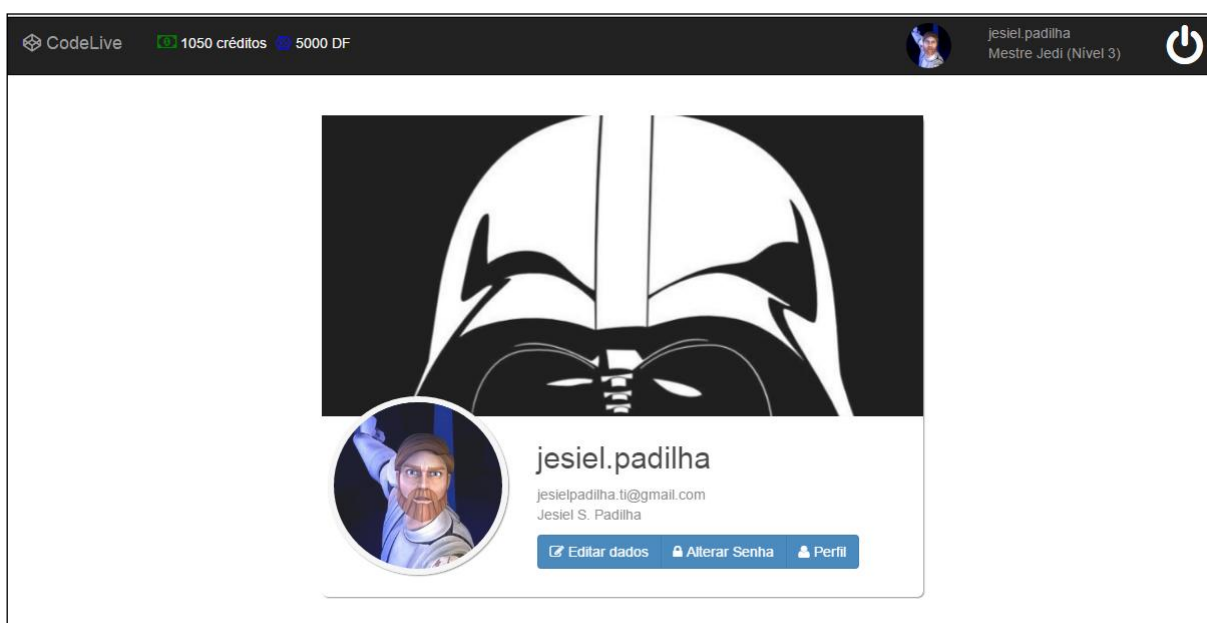 CodeLive 1050 créditos 5000 DF
jesiel.padilha
Mestre Jedi (Nível 3)
jesiel.padilha
jesielpadilha.ti@gmail.com
Jesiel S. Padilha
Editar dados Alterar Senha Perfil